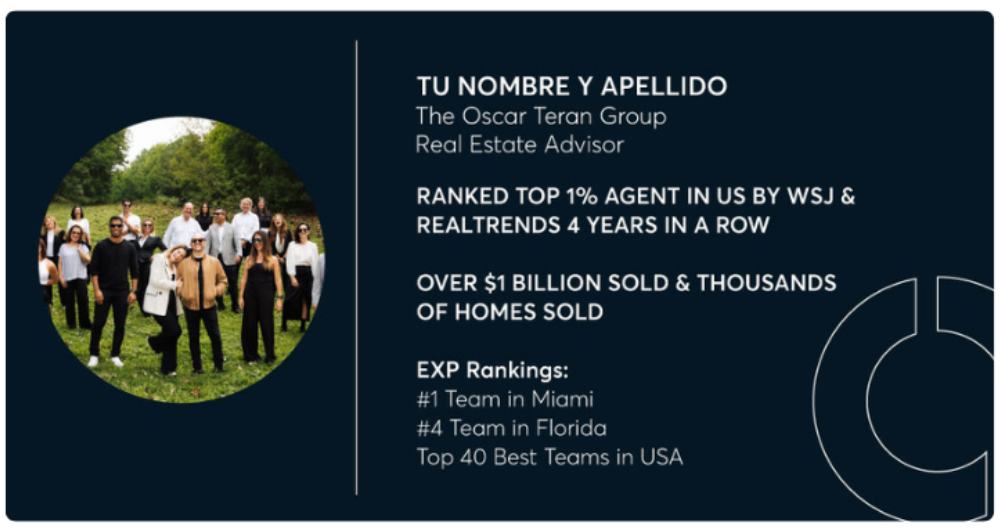 TU NOMBRE Y APELLIDO
The Oscar Teran Group
Real Estate Advisor
RANKED TOP 1% AGENT IN US BY WSJ &
REALTRENDS 4 YEARS IN A ROW
OVER $1 BILLION SOLD & THOUSANDS
OF HOMES SOLD
EXP Rankings:
#1 Team in Miami
#4 Team in Florida
Top 40 Best Teams in USA